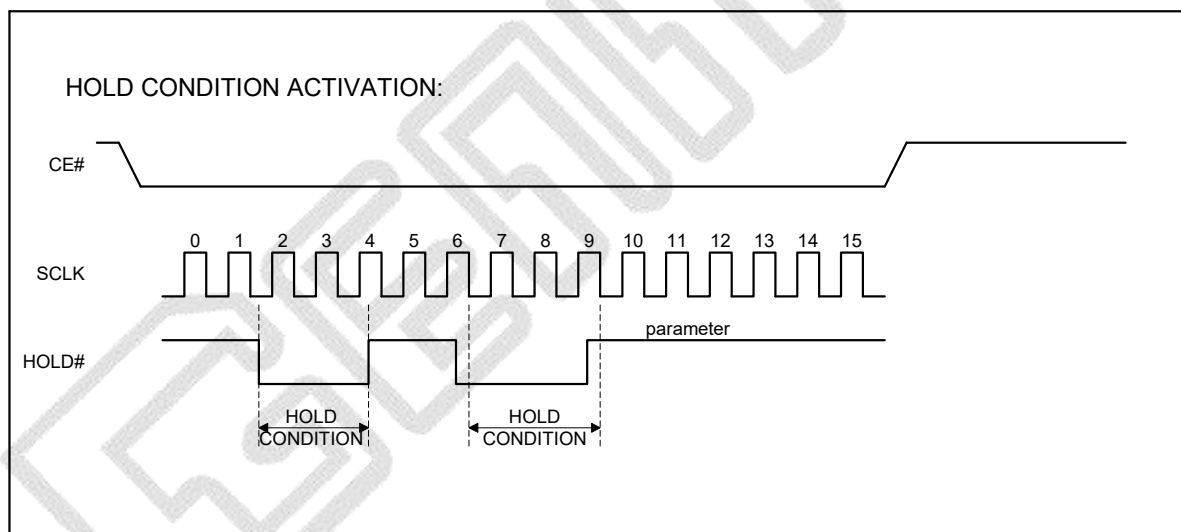 HOLD CONDITION ACTIVATION:
CE#
0 1 2 3 4 5 6 7 8 9 10 11 12 13 14 15
SCLK
parameter
HOLD#
HOLD
CONDITION
HOLD
CONDITION